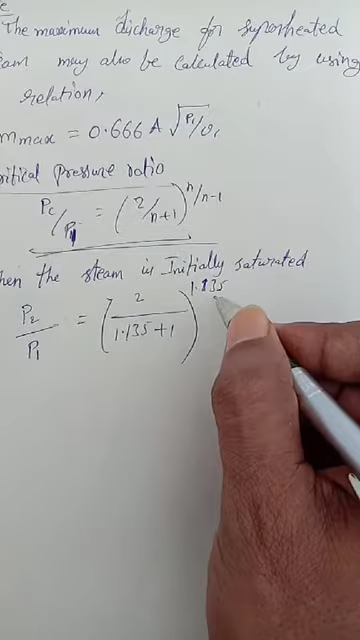 The maximum discharge for superheated
may also be calculated by using
relation,
m max = 0.666 A √P₁/v₁
Critical Pressure ratio
Pc/P₁ = (2/n+1)^n/n-1
When the steam is Initially saturated
P₂/P₁ = (2/1.135+1)^1.135